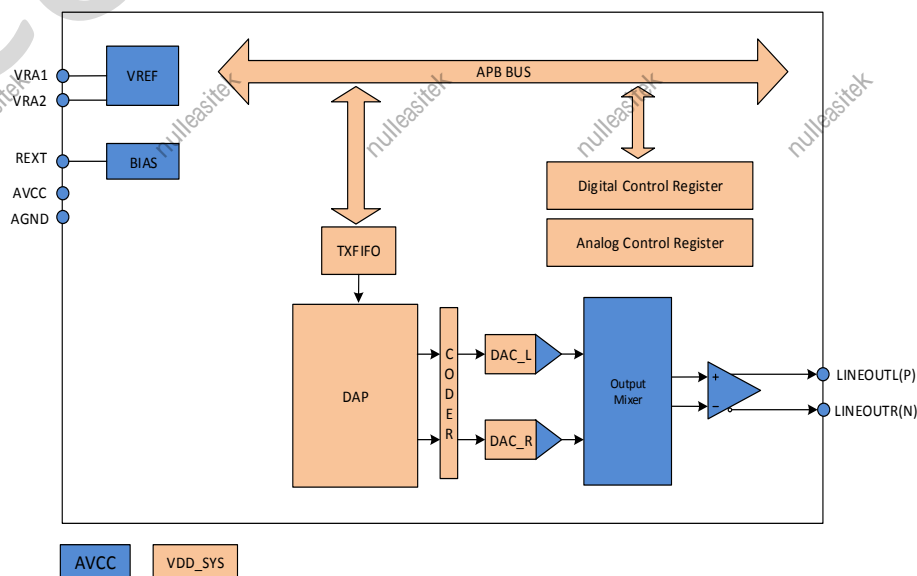 VRA1
VRA2
VREF
APB BUS
REXT
BIAS
AVCC
AGND
Digital Control Register
Analog Control Register
TXFIFO
DAP
CODER
DAC_L
DAC_R
Output
Mixer
+
−
LINEOUTL(P)
LINEOUTR(N)
AVCC
VDD_SYS
nulleasitek
nulleasitek
nulleasitek
nulleasitek